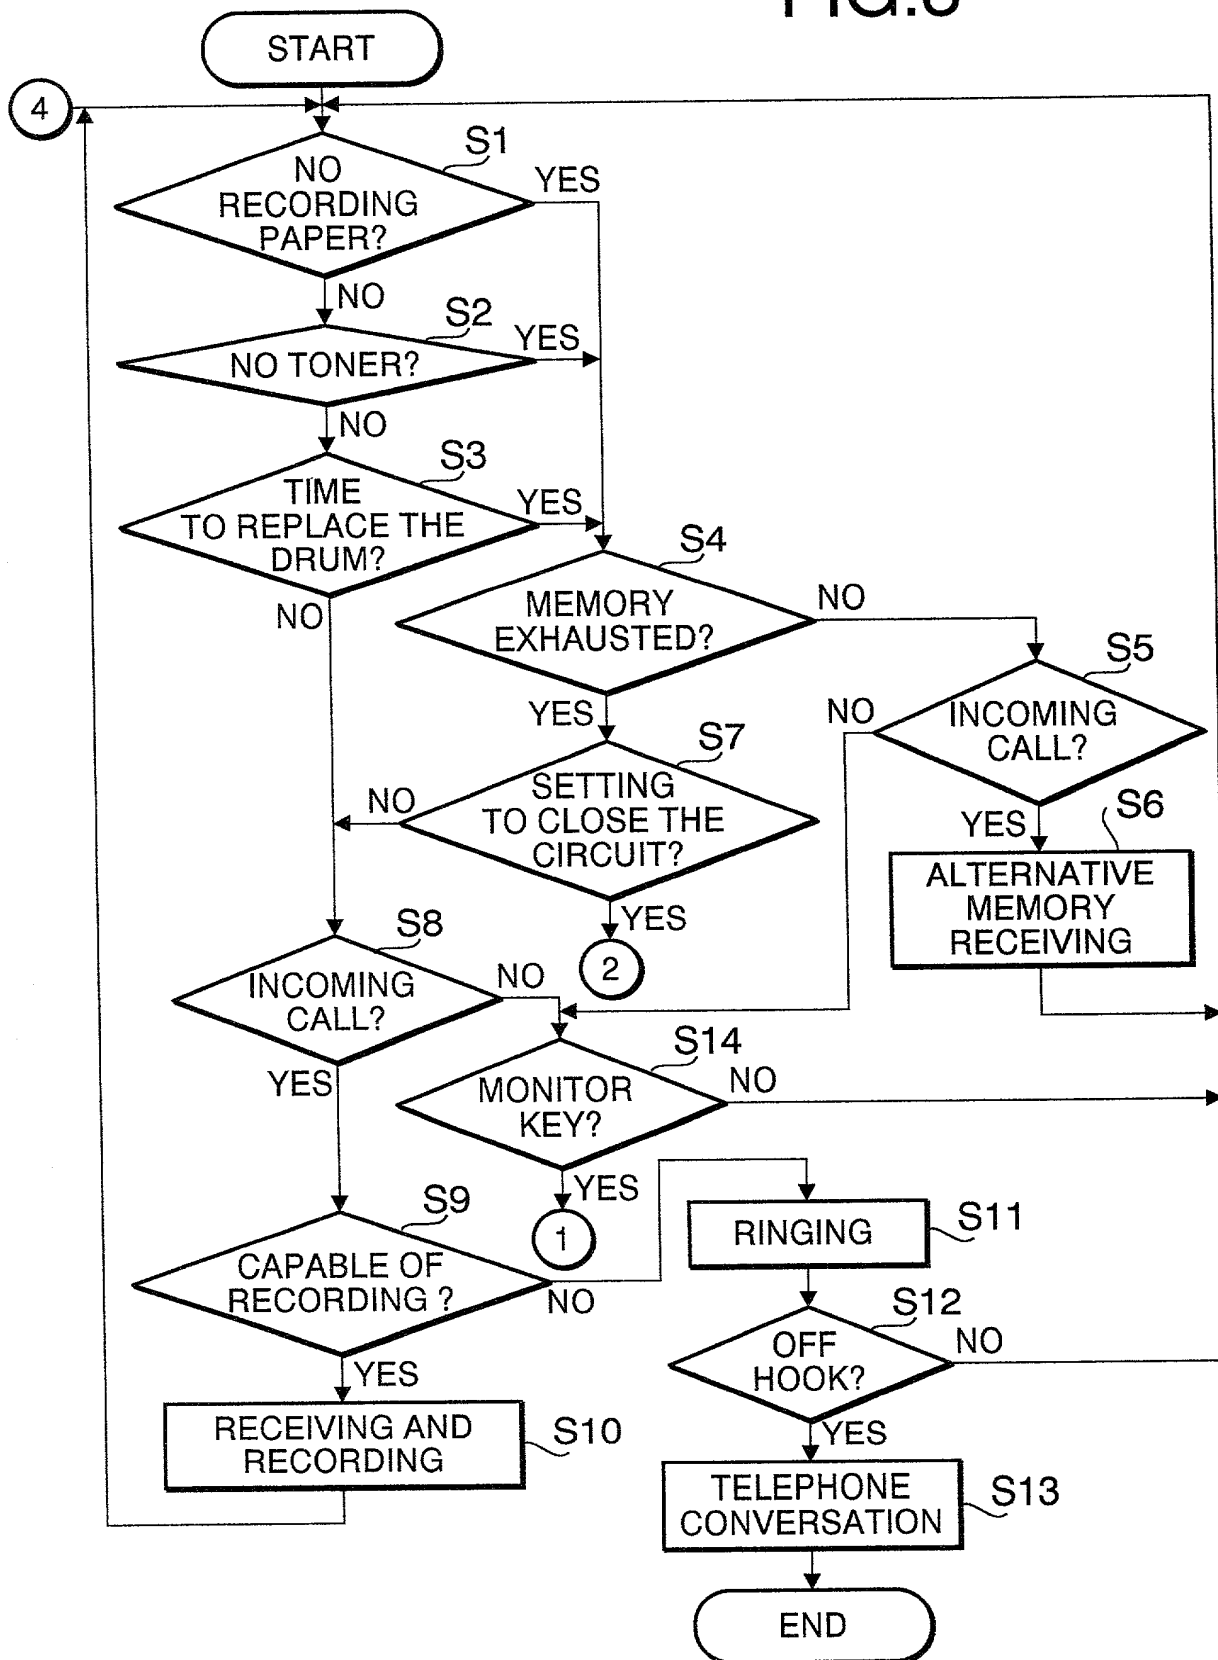 START
4
S1
NO
RECORDING
PAPER?
YES
NO
S2
NO TONER?
YES
NO
S3
TIME
TO REPLACE THE
DRUM?
YES
NO
S4
MEMORY
EXHAUSTED?
NO
YES
S5
INCOMING
CALL?
NO
YES
S6
ALTERNATIVE
MEMORY
RECEIVING
S7
SETTING
TO CLOSE THE
CIRCUIT?
NO
YES
2
S8
INCOMING
CALL?
NO
YES
S14
MONITOR
KEY?
NO
YES
1
S9
CAPABLE OF
RECORDING ?
NO
YES
RECEIVING AND
RECORDING
S10
RINGING
S11
S12
OFF
HOOK?
NO
YES
TELEPHONE
CONVERSATION
S13
END